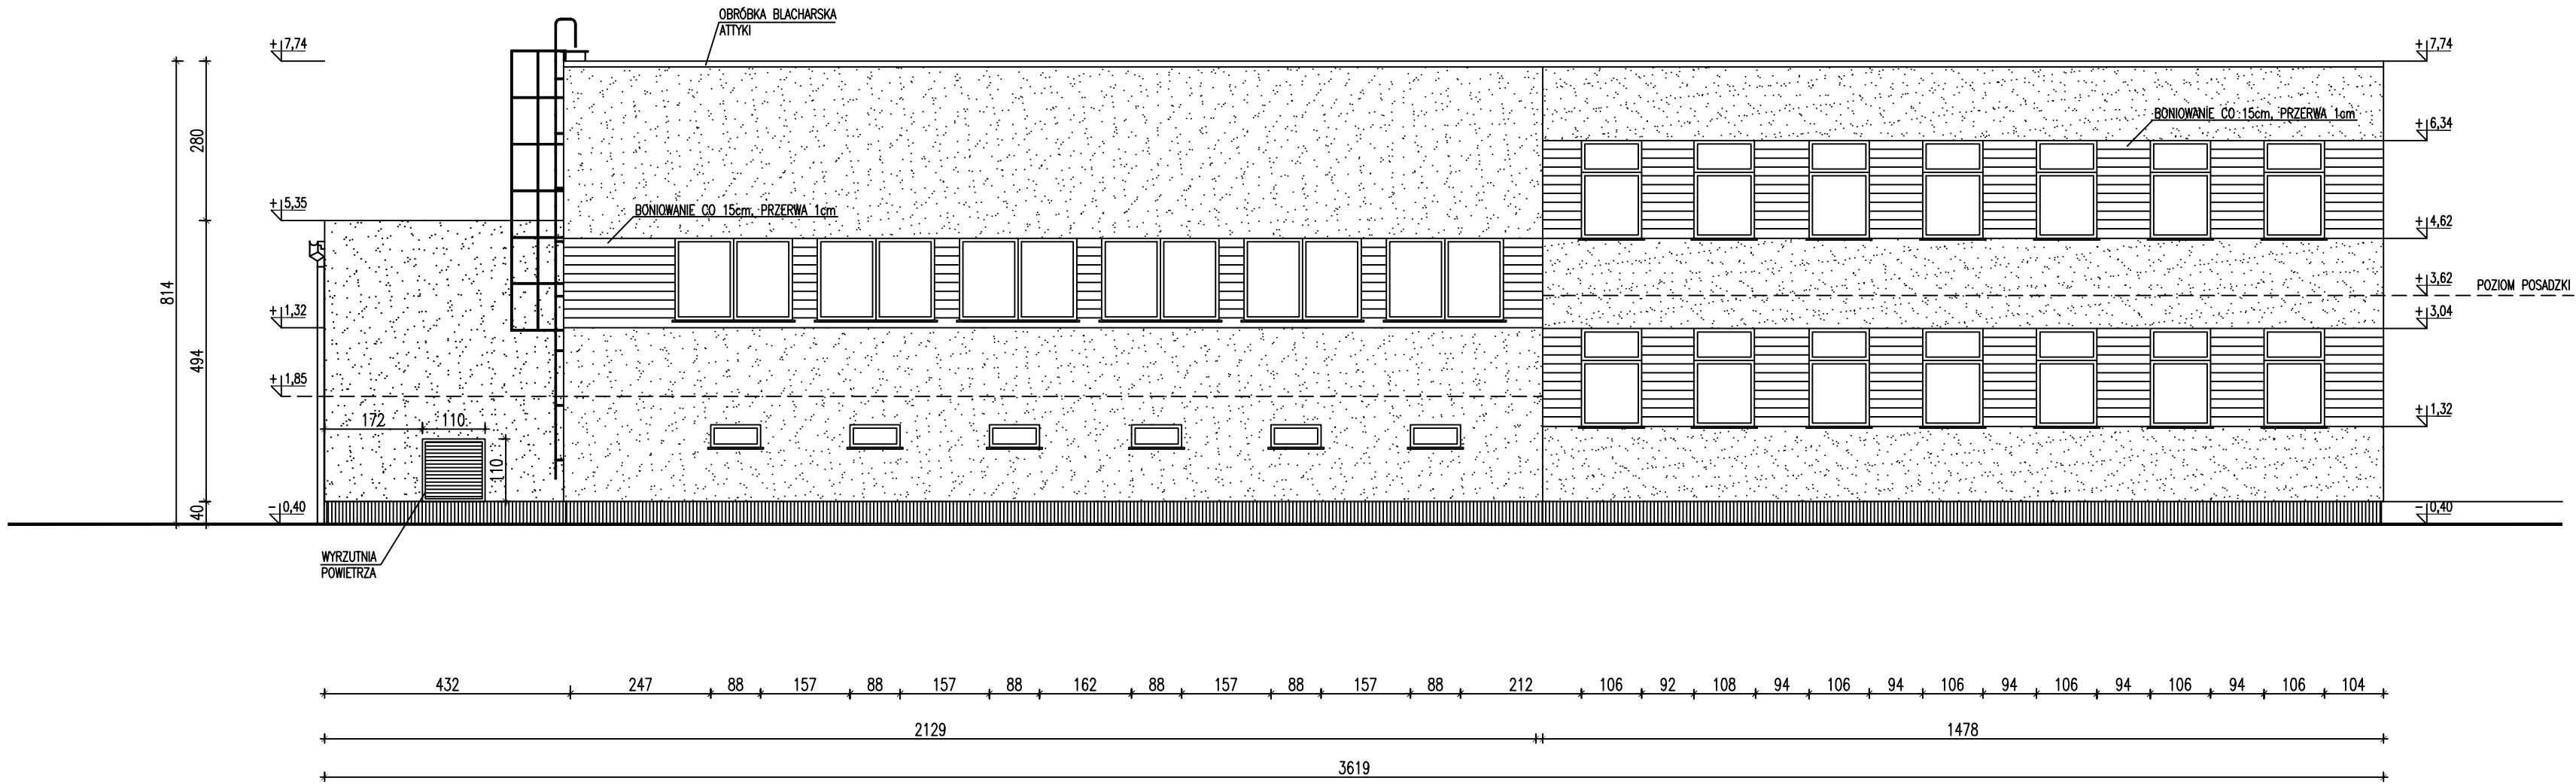 OBRÓBKA BLACHARSKA
ATTYKI
+7,74
+7,74
280
BONIOWANIE CO 15cm, PRZERWA 1cm
+6,34
+5,35
BONIOWANIE CO 15cm, PRZERWA 1cm
+4,62
814
+3,62
POZIOM POSADZKI
+1,32
+3,04
494
+1,85
172
110
+1,32
110
40
-0,40
-0,40
WYRZUTNIA
POWIETRZA
432 247 88 157 88 157 88 162 88 157 88 157 88 212 106 92 108 94 106 94 106 94 106 94 106 94 106 104
2129 1478
3619